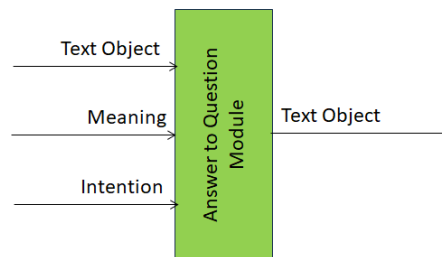 Text Object
Meaning
Intention
Answer to Question
Module
Text Object